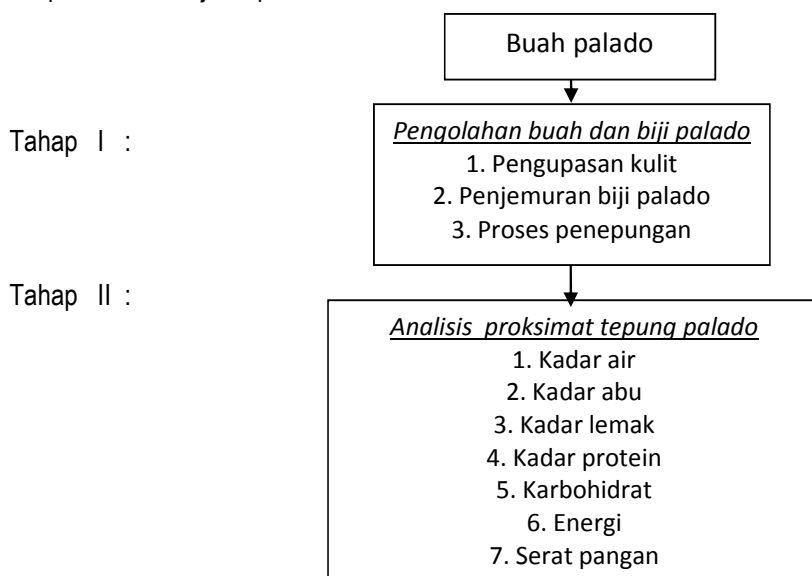 Buah palado
Tahap I :
Pengolahan buah dan biji palado
1. Pengupasan kulit
2. Penjemuran biji palado
3. Proses penepungan
Tahap II :
Analisis proksimat tepung palado
1. Kadar air
2. Kadar abu
3. Kadar lemak
4. Kadar protein
5. Karbohidrat
6. Energi
7. Serat pangan